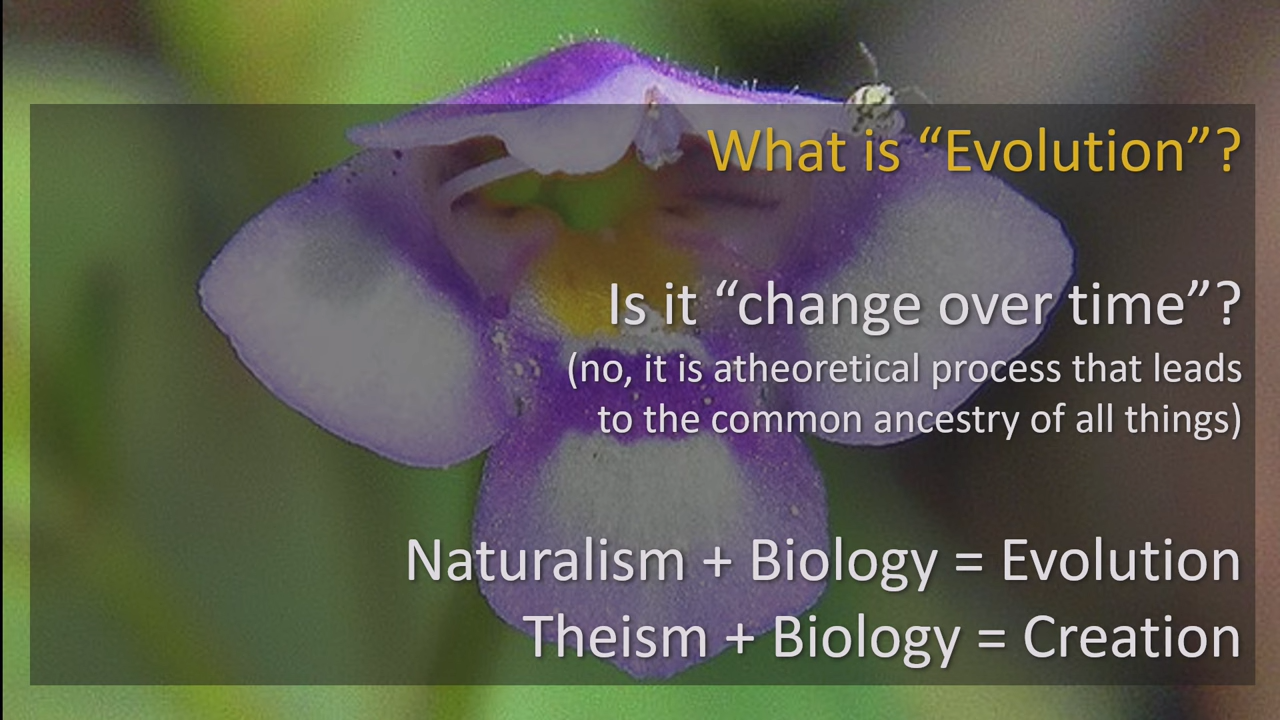 What is “Evolution”?
Is it “change over time”?
(no, it is atheoretical process that leads
to the common ancestry of all things)
Naturalism + Biology = Evolution
Theism + Biology = Creation